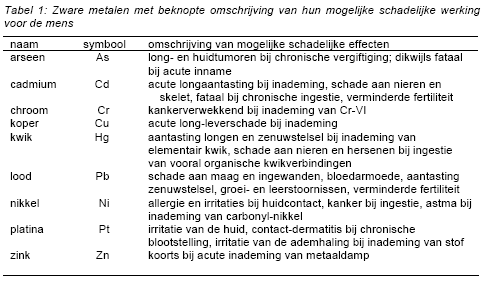 Tabel 1: Zware metalen met beknopte omschrijving van hun mogelijke schadelijke werking
voor de mens
naam symbool omschrijving van mogelijke schadelijke effecten
arseen As long- en huidtumoren bij chronische vergiftiging; dikwijls fataal
bij acute inname
cadmium Cd acute longaantasting bij inademing, schade aan nieren en
skelet, fataal bij chronische ingestie, verminderde fertiliteit
chroom Cr kankerverwekkend bij inademing van Cr-VI
koper Cu acute long-leverschade bij inademing
kwik Hg aantasting longen en zenuwstelsel bij inademing van
elementair kwik, schade aan nieren en hersenen bij ingestie
van vooral organische kwikverbindingen
lood Pb schade aan maag en ingewanden, bloedarmoede, aantasting
zenuwstelsel, groei- en leerstoornissen, verminderde fertiliteit
nikkel Ni allergie en irritaties bij huidcontact, kanker bij ingestie, astma bij
inademing van carbonyl-nikkel
platina Pt irritatie van de huid, contact-dermatitis bij chronische
blootstelling, irritatie van de ademhaling bij inademing van stof
zink Zn koorts bij acute inademing van metaaldamp